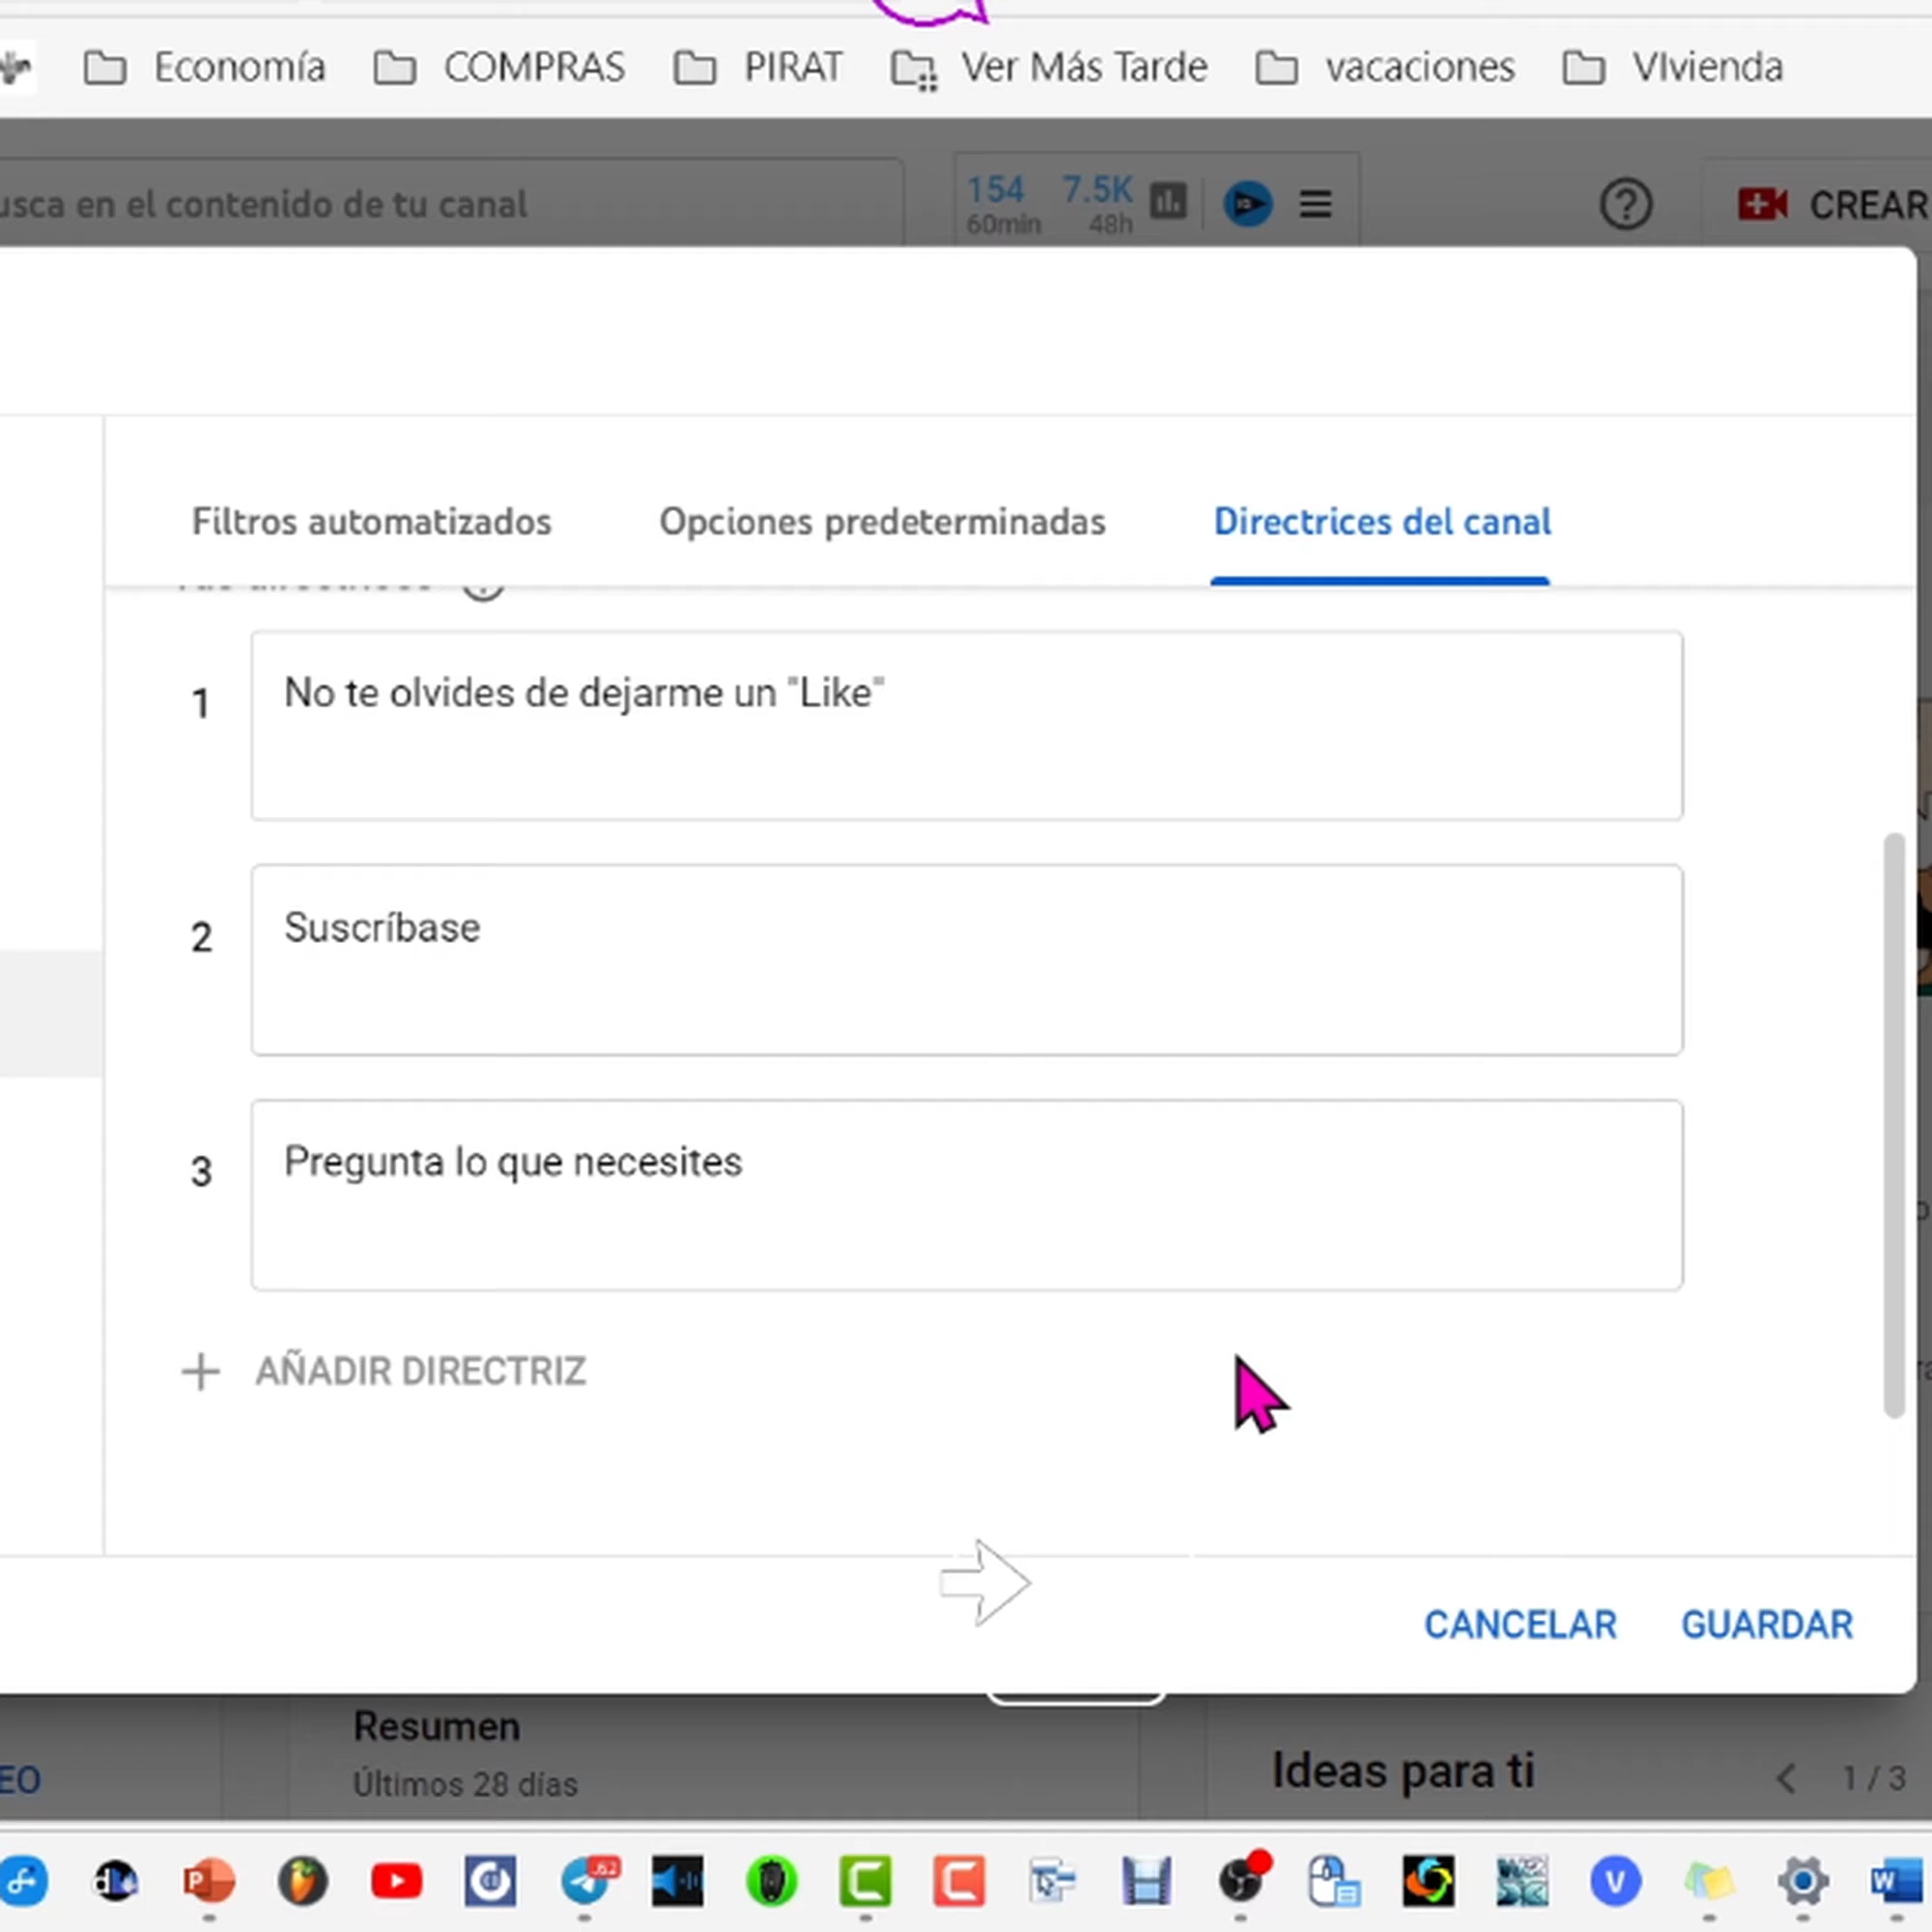 Economía COMPRAS PIRAT Ver Más Tarde vacaciones VIvienda
usca en el contenido de tu canal
154 7.5K
60min 48h
CREAR
Filtros automatizados Opciones predeterminadas Directrices del canal
1 No te olvides de dejarme un "Like"
2 Suscríbase
3 Pregunta lo que necesites
+ AÑADIR DIRECTRIZ
CANCELAR GUARDAR
Resumen
Últimos 28 días
EO
Ideas para ti
1 / 3